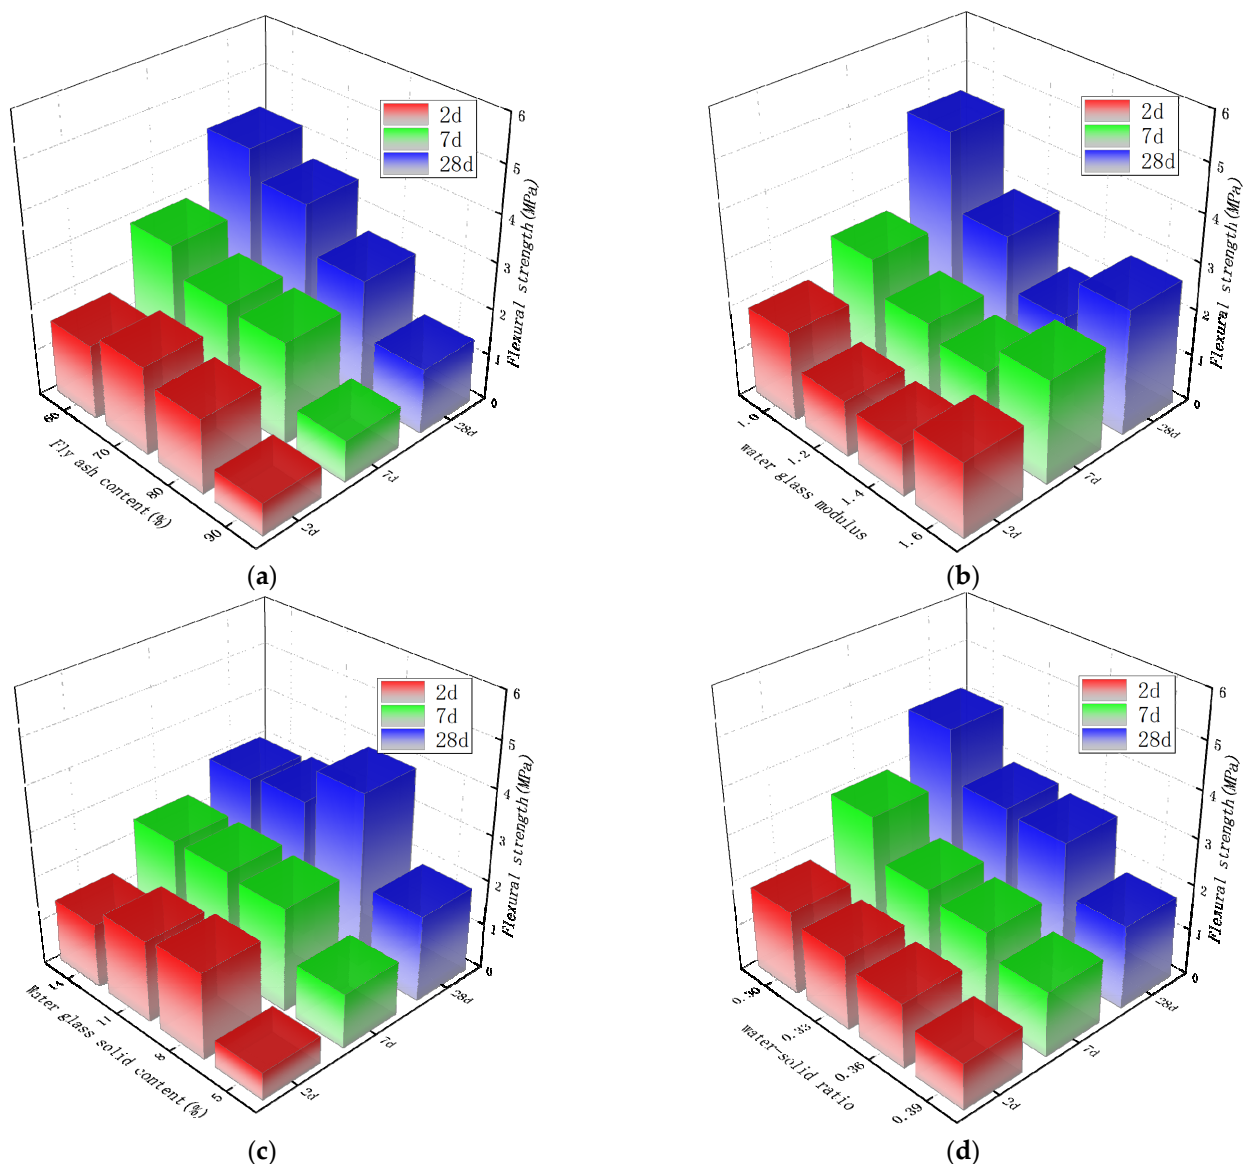 2d
7d
28d
6
5
4
3
2
1
0
Flexural strength(MPa)
60
70
80
90
Fly ash content(%)
2d
7d
28d
(a)
2d
7d
28d
6
5
4
3
2
1
0
Flexural strength(MPa)
1.0
1.2
1.4
1.6
water glass modulus
2d
7d
28d
(b)
2d
7d
28d
6
5
4
3
2
1
0
Flexural strength(MPa)
14
11
8
5
Water glass solid content(%)
2d
7d
28d
(c)
2d
7d
28d
6
5
4
3
2
1
0
Flexural strength(MPa)
0.30
0.33
0.36
0.39
water-solid ratio
2d
7d
28d
(d)